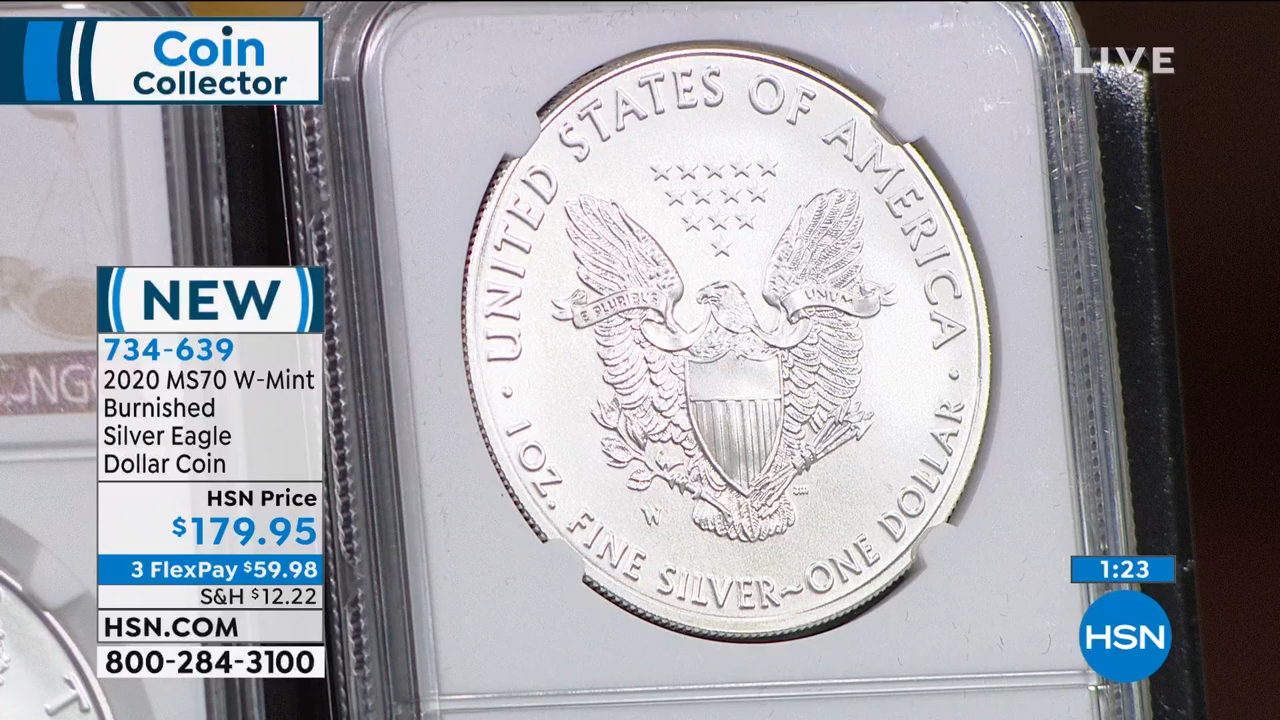 Coin
Collector
LIVE
NEW
734-639
2020 MS70 W-Mint
Burnished
Silver Eagle
Dollar Coin
HSN Price
$179.95
3 FlexPay $59.98
S&H $12.22
HSN.COM
800-284-3100
UNITED STATES OF AMERICA
E PLURIBUS
UNUM
W
1 OZ. FINE SILVER~ONE DOLLAR
NG
T
1:23
HSN